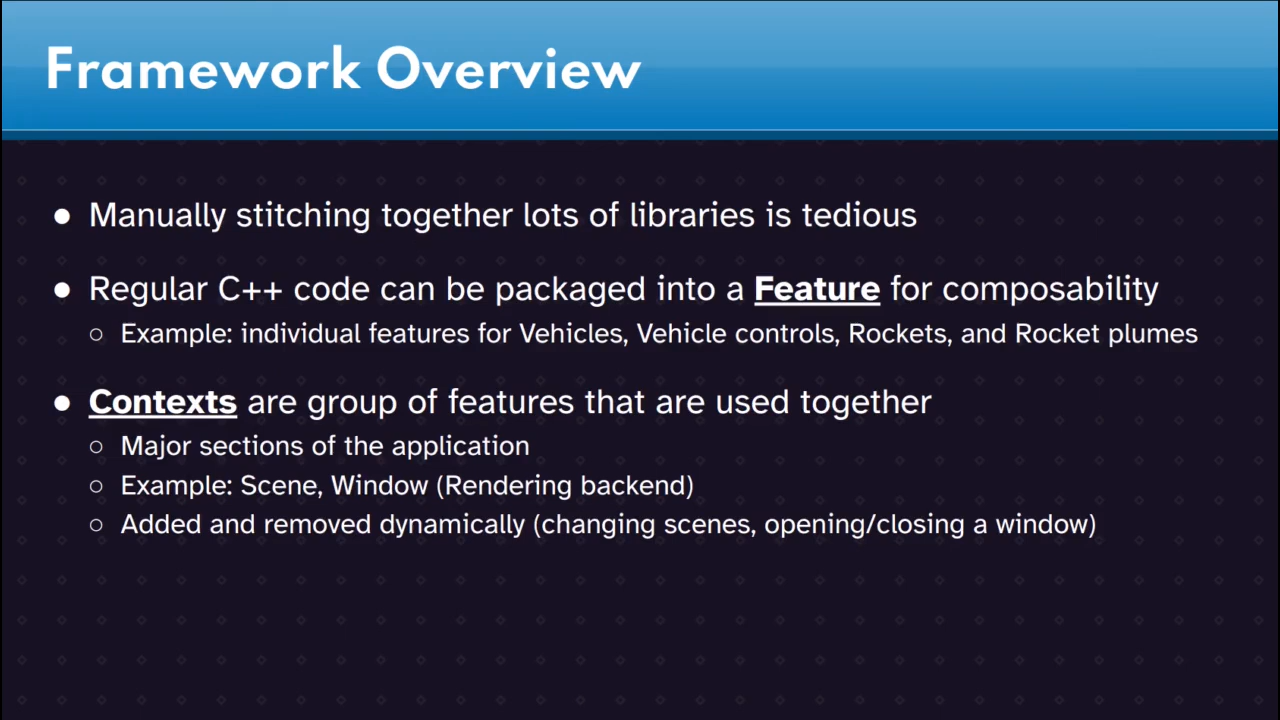 Framework Overview
● Manually stitching together lots of libraries is tedious
● Regular C++ code can be packaged into a Feature for composability
○ Example: individual features for Vehicles, Vehicle controls, Rockets, and Rocket plumes
● Contexts are group of features that are used together
○ Major sections of the application
○ Example: Scene, Window (Rendering backend)
○ Added and removed dynamically (changing scenes, opening/closing a window)